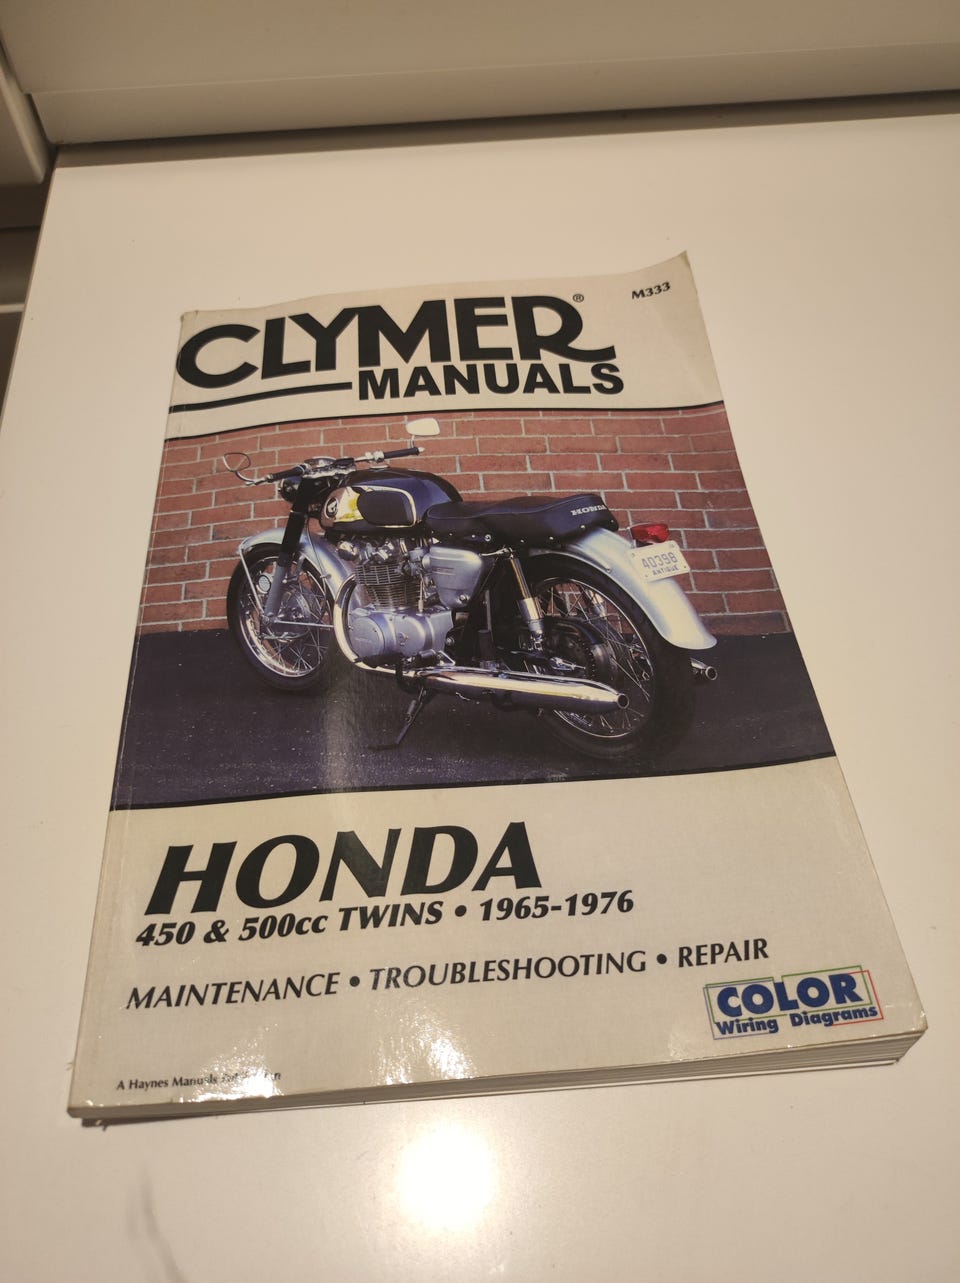 M333
CLYMER®
MANUALS
HONDA
40398
ANTIQUE
HONDA
450 & 500cc TWINS • 1965-1976
MAINTENANCE • TROUBLESHOOTING • REPAIR
COLOR
Wiring Diagrams
A Haynes Manuals